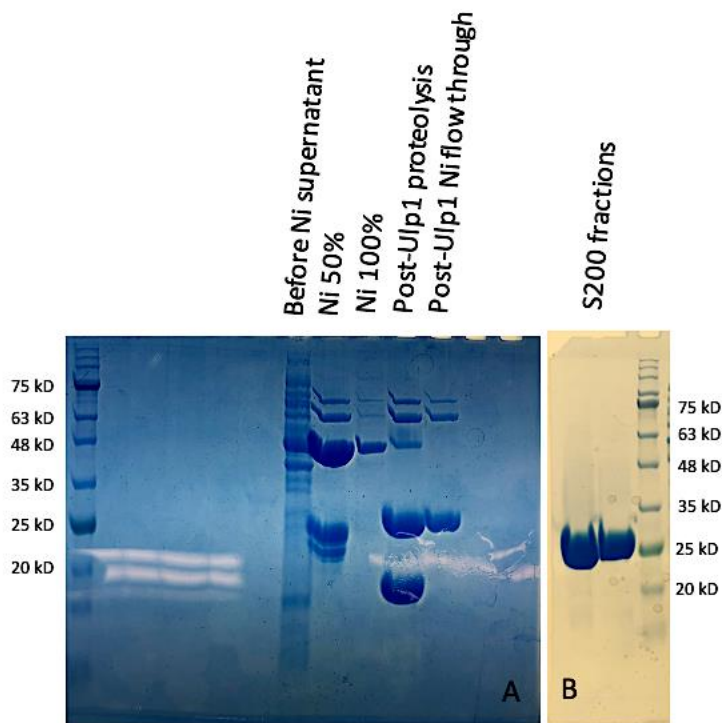 Before Ni supernatant
Ni 50%
Ni 100%
Post-Ulp1 proteolysis
Post-Ulp1 Ni flow through
S200 fractions
75 kD
63 kD
48 kD
35 kD
25 kD
20 kD
A
75 kD
63 kD
48 kD
35 kD
25 kD
20 kD
B